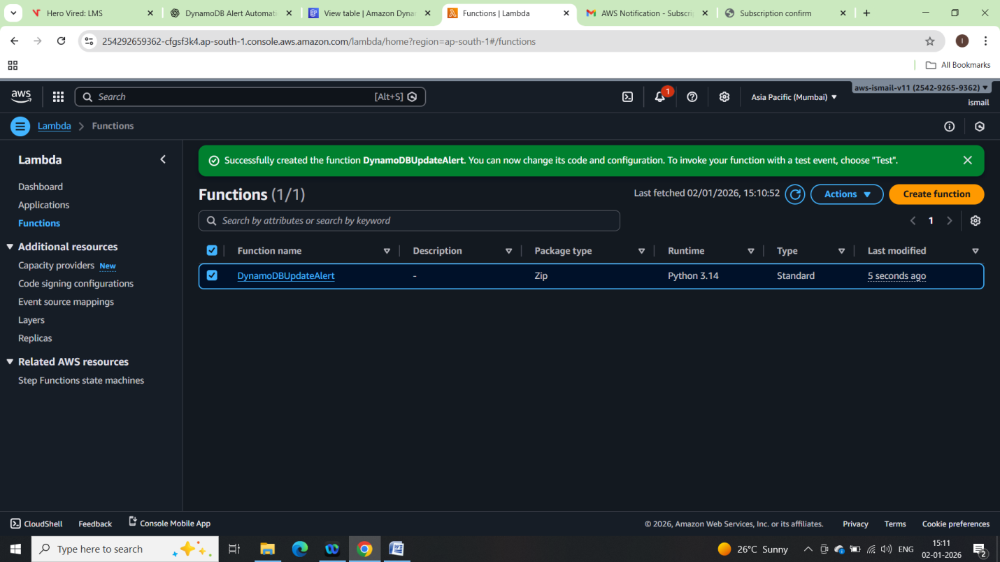 Hero Vired: LMS
DynamoDB Alert Automati
View table | Amazon Dyna
Functions | Lambda
AWS Notification - Subscri
Subscription confirm
254292659362-cfgsf3k4.ap-south-1.console.aws.amazon.com/lambda/home?region=ap-south-1#/functions
I
All Bookmarks
aws
Search
[Alt+S]
1
Asia Pacific (Mumbai)
aws-ismail-v11 (2542-9265-9362)
ismail
Lambda
Functions
Lambda
Dashboard
Applications
Functions
Additional resources
Capacity providers New
Code signing configurations
Event source mappings
Layers
Replicas
Related AWS resources
Step Functions state machines
Successfully created the function DynamoDBUpdateAlert. You can now change its code and configuration. To invoke your function with a test event, choose "Test".
Functions (1/1)
Last fetched 02/01/2026, 15:10:52
Actions
Create function
Search by attributes or search by keyword
1
Function name Description Package type Runtime Type Last modified
DynamoDBUpdateAlert - Zip Python 3.14 Standard 5 seconds ago
CloudShell Feedback Console Mobile App
© 2026, Amazon Web Services, Inc. or its affiliates. Privacy Terms Cookie preferences
Type here to search
26°C Sunny
ENG
15:11
02-01-2026
2